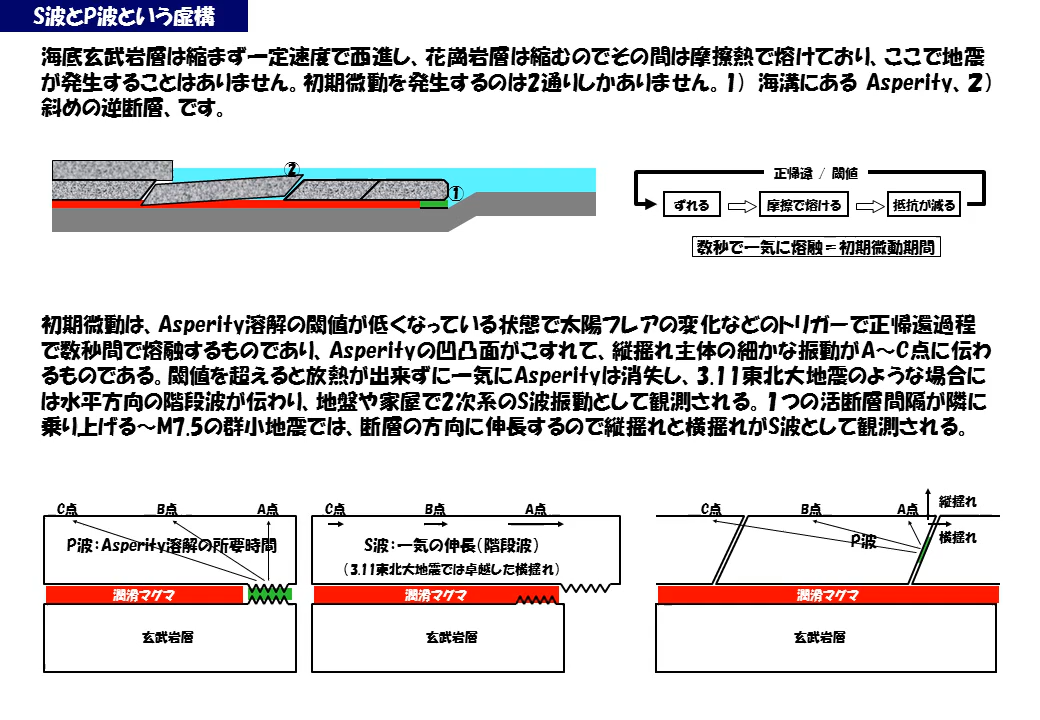 S波とP波という虚構
海底玄武岩層は縮まず一定速度で西進し、花崗岩層は縮むのでその間は摩擦熱で熔けており、ここで地震
が発生することはありません。初期微動を発生するのは2通りしかありません。1） 海溝にある Asperity、2）
斜めの逆断層、です。
②
①
正帰還 / 閾値
ずれる
摩擦で熔ける
抵抗が減る
数秒で一気に熔融＝初期微動期間
初期微動は、Asperity溶解の閾値が低くなっている状態で太陽フレアの変化などのトリガーで正帰還過程
で数秒間で熔融するものであり、Asperityの凹凸面がこすれて、縦揺れ主体の細かな振動がA～C点に伝わ
るものである。閾値を超えると放熱が出来ずに一気にAsperityは消失し、3.11東北大地震のような場合に
は水平方向の階段波が伝わり、地盤や家屋で2次系のS波振動として観測される。1つの活断層間隔が隣に
乗り上げる～M7.5の群小地震では、断層の方向に伸長するので縦揺れと横揺れがS波として観測される。
C点 B点 A点
P波：Asperity溶解の所要時間
潤滑マグマ
玄武岩層
C点 B点 A点
S波：一気の伸長（階段波）
（3.11東北大地震では卓越した横揺れ）
潤滑マグマ
玄武岩層
縦揺れ
C点 B点 A点
横揺れ
P波
潤滑マグマ
玄武岩層